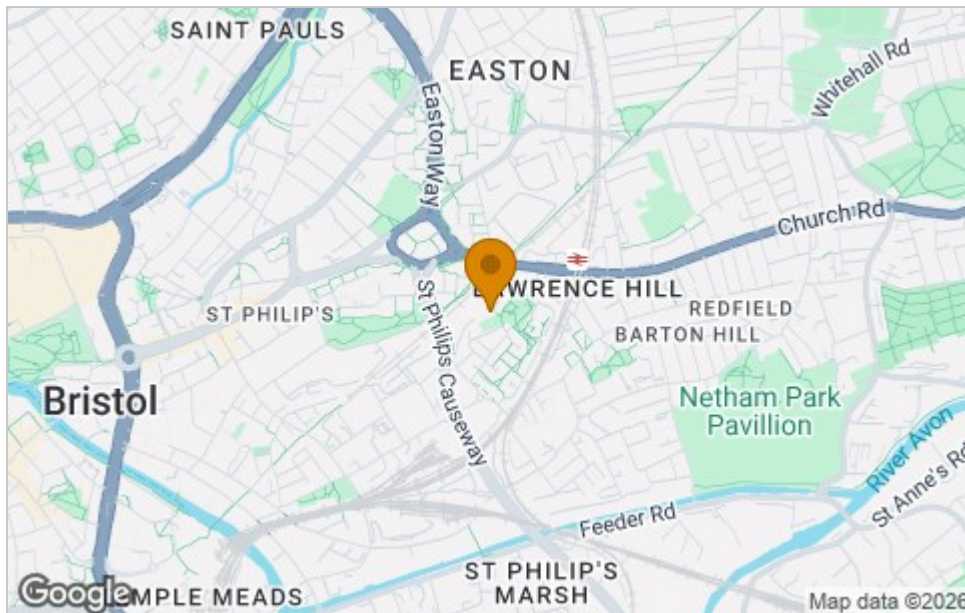 SAINT PAULS
EASTON
Whitehall Rd
Easton Way
Church Rd
LAWRENCE HILL
REDFIELD
ST PHILIP'S
BARTON HILL
St Philips Causeway
Bristol
Netham Park
Pavillion
River Avon
St Anne's Rd
Feeder Rd
ST PHILIP'S
MARSH
Google
MPLE MEADS
Map data ©2026